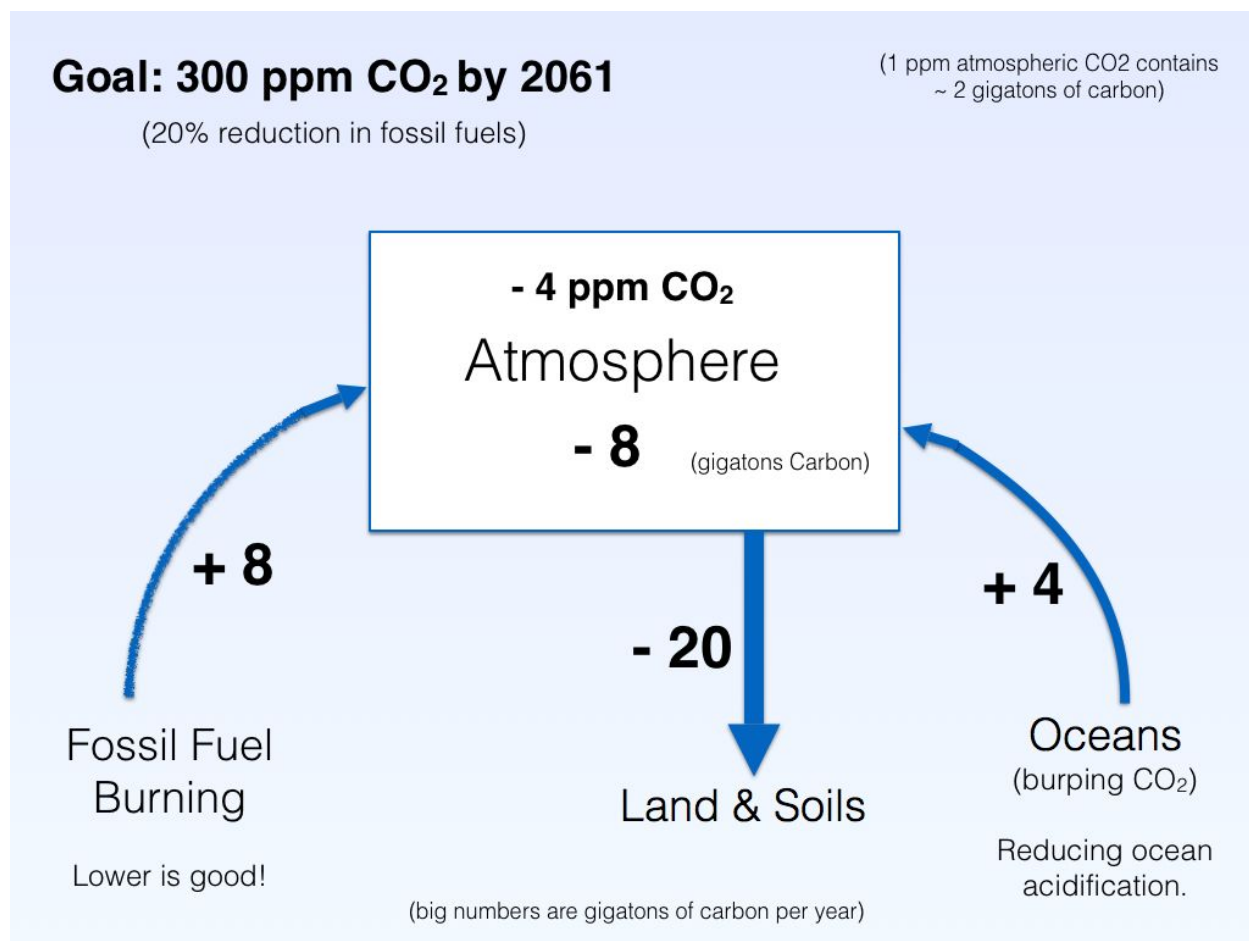 Goal: 300 ppm CO₂ by 2061
(20% reduction in fossil fuels)
(1 ppm atmospheric CO2 contains
~ 2 gigatons of carbon)
- 4 ppm CO₂
Atmosphere
- 8
(gigatons Carbon)
+ 8
- 20
+ 4
Fossil Fuel
Burning
Lower is good!
Land & Soils
Oceans
(burping CO₂)
Reducing ocean
acidification.
(big numbers are gigatons of carbon per year)